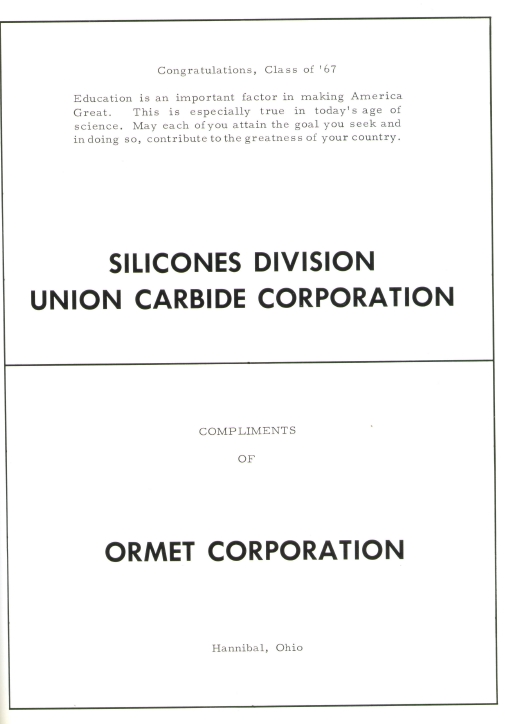 Congratulations, Class of '67
Education is an important factor in making America
Great. This is especially true in today's age of
science. May each of you attain the goal you seek and
in doing so, contribute to the greatness of your country.
SILICONES DIVISION
UNION CARBIDE CORPORATION
COMPLIMENTS
OF
ORMET CORPORATION
Hannibal, Ohio